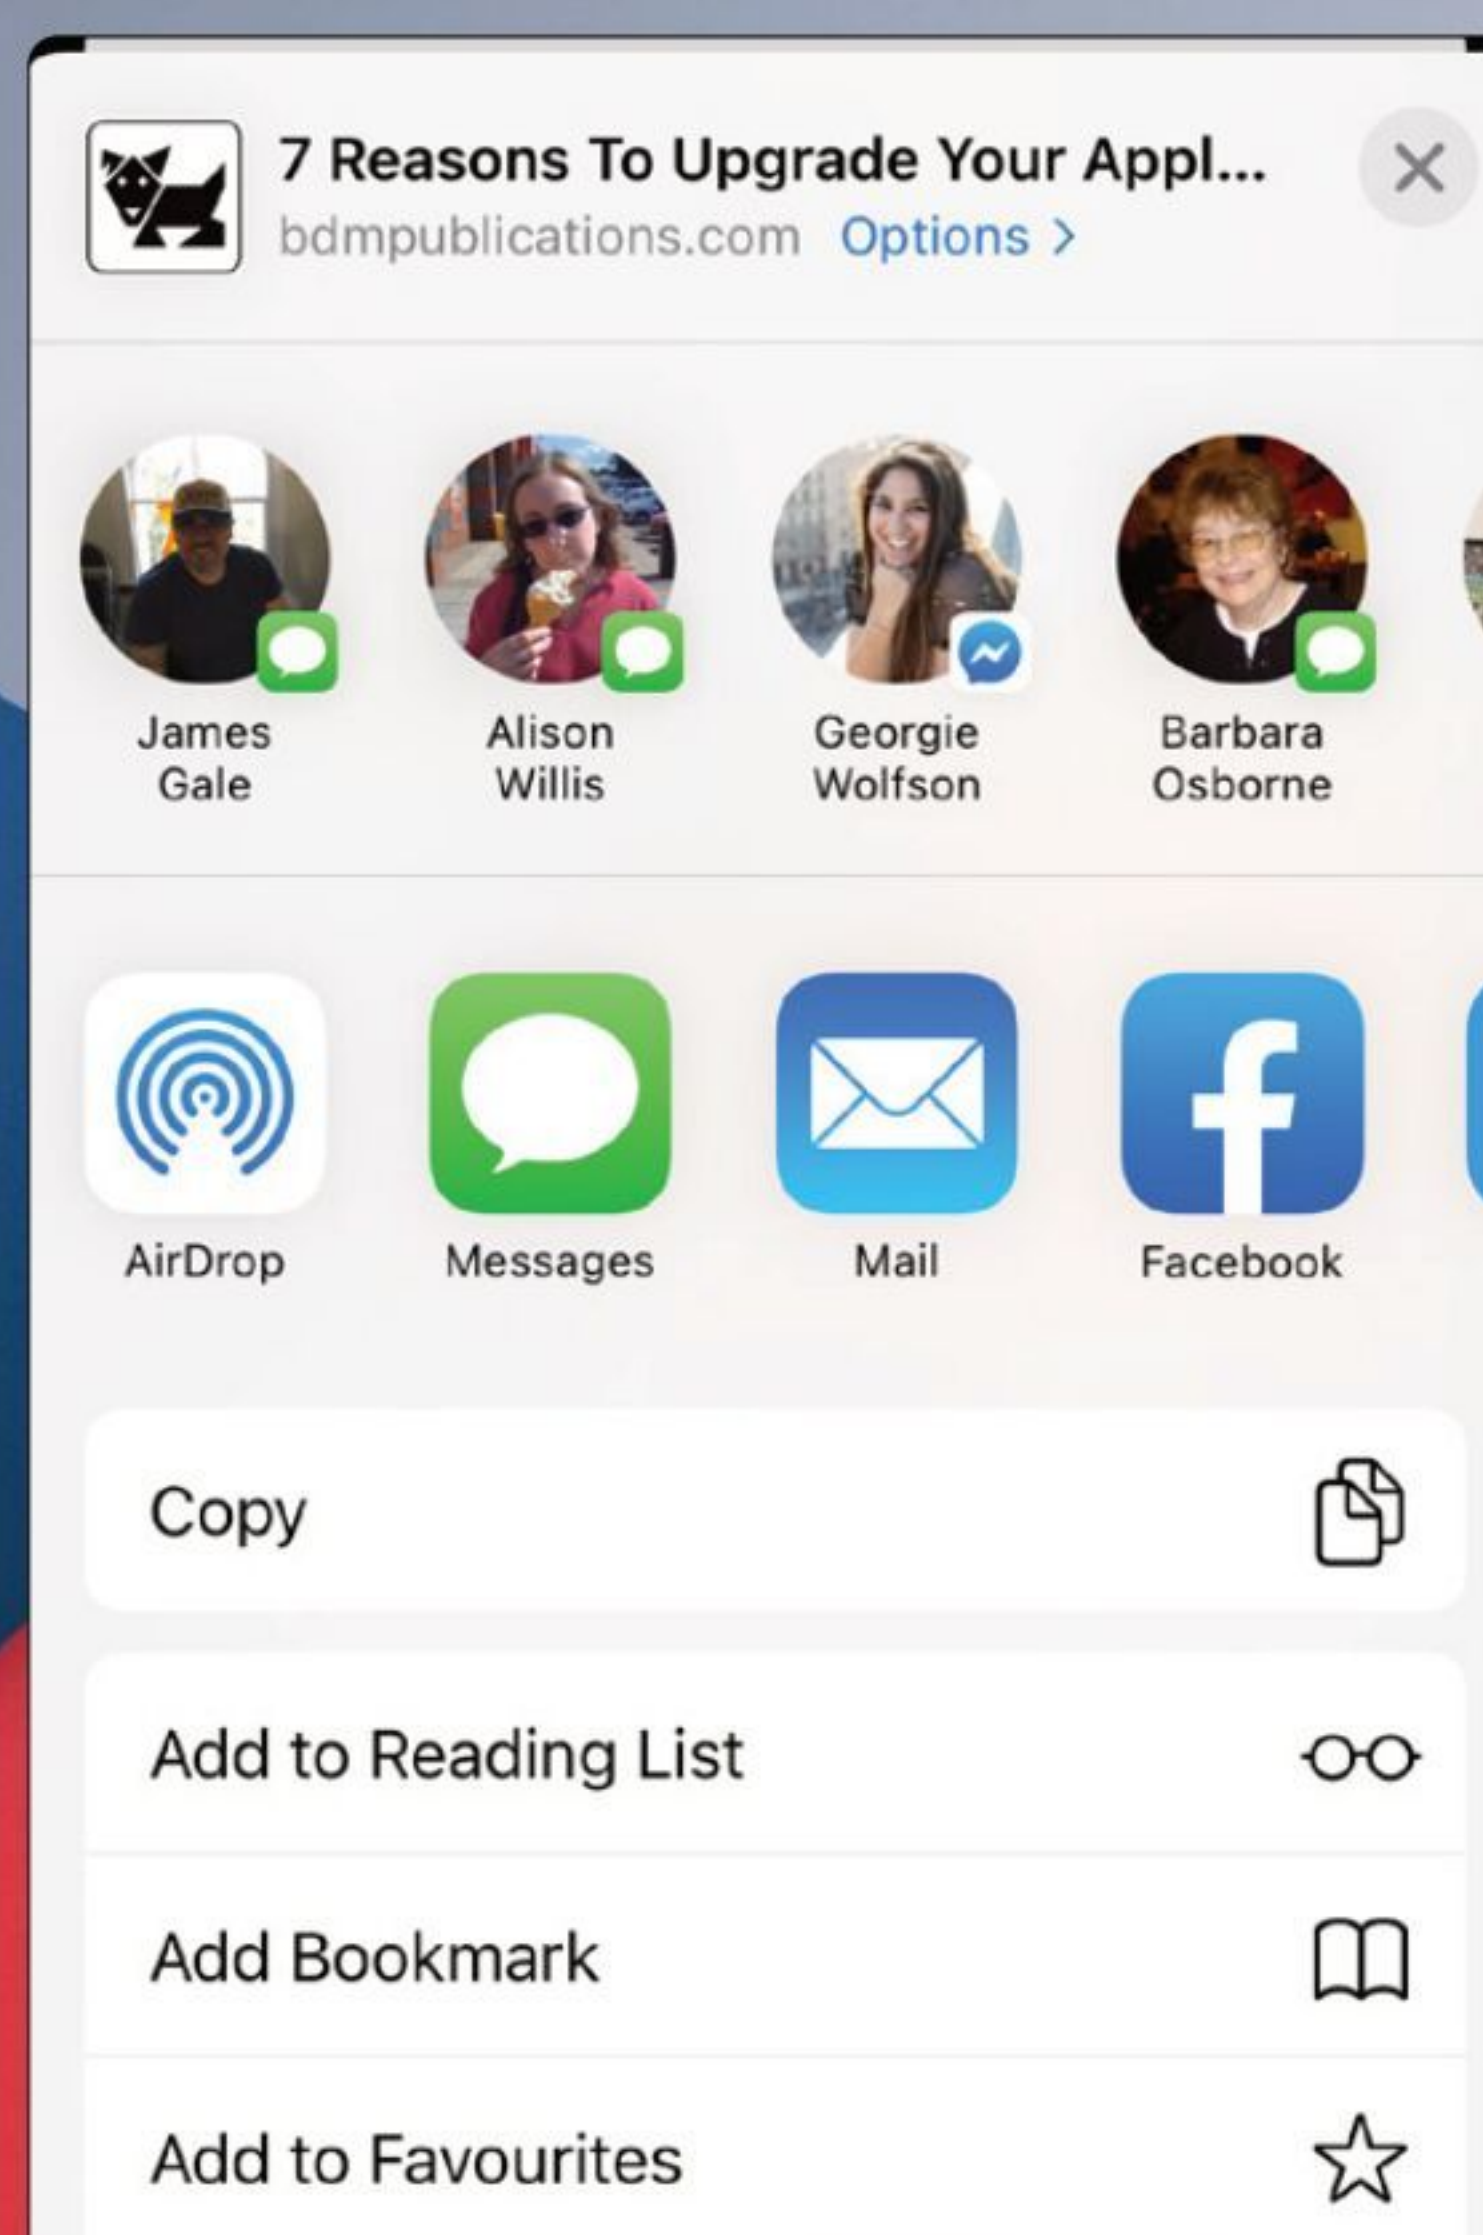 7 Reasons To Upgrade Your Appl...
bdmpublications.com Options >
James
Gale
Alison
Willis
Georgie
Wolfson
Barbara
Osborne
AirDrop
Messages
Mail
Facebook
Copy
Add to Reading List
Add Bookmark
Add to Favourites